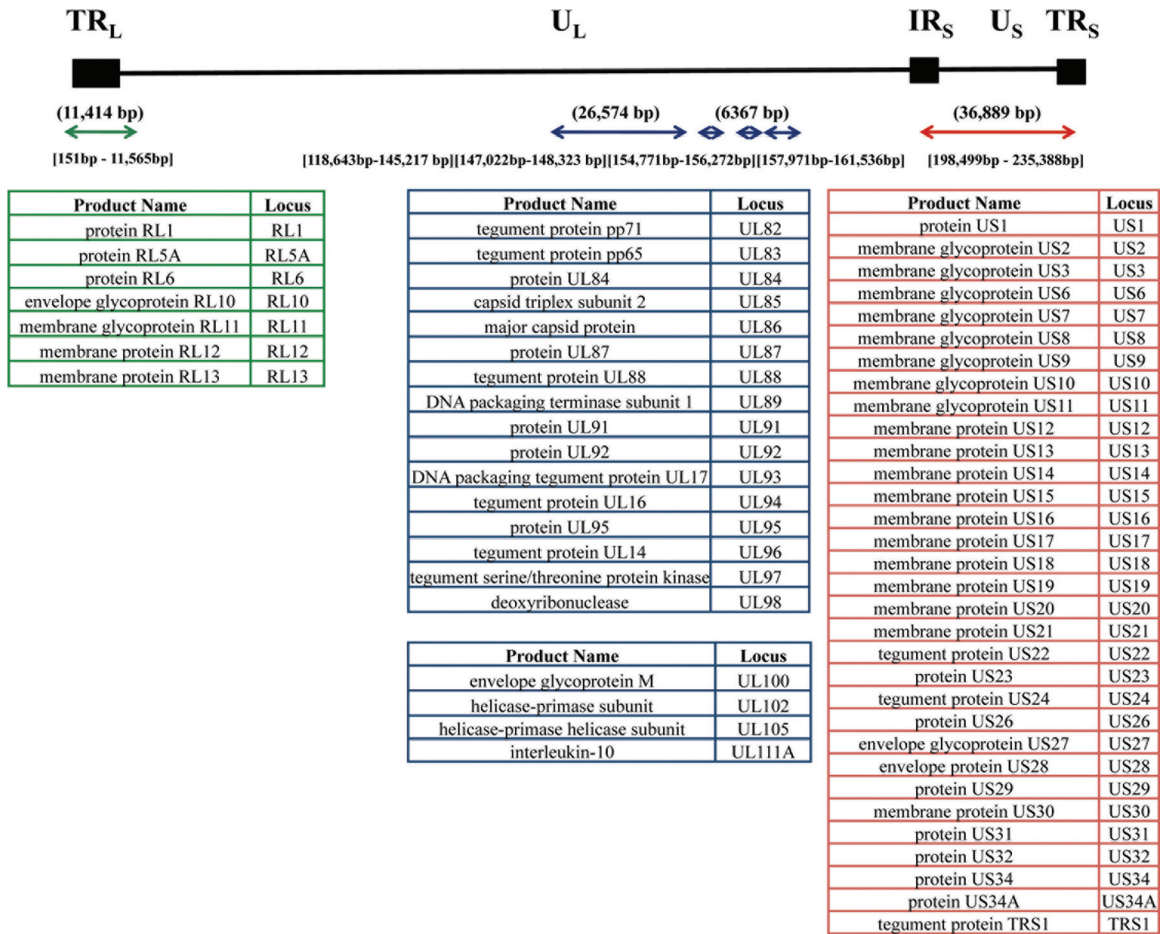 TRL UL IRS US TRS
(11,414 bp) (26,574 bp) (6367 bp) (36,889 bp)
[151bp - 11,565bp] [118,643bp-145,217 bp][147,022bp-148,323 bp][154,771bp-156,272bp][157,971bp-161,536bp] [198,499bp - 235,388bp]
Product Name Locus
protein RL1 RL1
protein RL5A RL5A
protein RL6 RL6
envelope glycoprotein RL10 RL10
membrane glycoprotein RL11 RL11
membrane protein RL12 RL12
membrane protein RL13 RL13
Product Name Locus
tegument protein pp71 UL82
tegument protein pp65 UL83
protein UL84 UL84
capsid triplex subunit 2 UL85
major capsid protein UL86
protein UL87 UL87
tegument protein UL88 UL88
DNA packaging terminase subunit 1 UL89
protein UL91 UL91
protein UL92 UL92
DNA packaging tegument protein UL17 UL93
tegument protein UL16 UL94
protein UL95 UL95
tegument protein UL14 UL96
tegument serine/threonine protein kinase UL97
deoxyribonuclease UL98
Product Name Locus
envelope glycoprotein M UL100
helicase-primase subunit UL102
helicase-primase helicase subunit UL105
interleukin-10 UL111A
Product Name Locus
protein US1 US1
membrane glycoprotein US2 US2
membrane glycoprotein US3 US3
membrane glycoprotein US6 US6
membrane glycoprotein US7 US7
membrane glycoprotein US8 US8
membrane glycoprotein US9 US9
membrane glycoprotein US10 US10
membrane glycoprotein US11 US11
membrane protein US12 US12
membrane protein US13 US13
membrane protein US14 US14
membrane protein US15 US15
membrane protein US16 US16
membrane protein US17 US17
membrane protein US18 US18
membrane protein US19 US19
membrane protein US20 US20
membrane protein US21 US21
tegument protein US22 US22
protein US23 US23
tegument protein US24 US24
protein US26 US26
envelope glycoprotein US27 US27
envelope protein US28 US28
protein US29 US29
membrane protein US30 US30
protein US31 US31
protein US32 US32
protein US34 US34
protein US34A US34A
tegument protein TRS1 TRS1